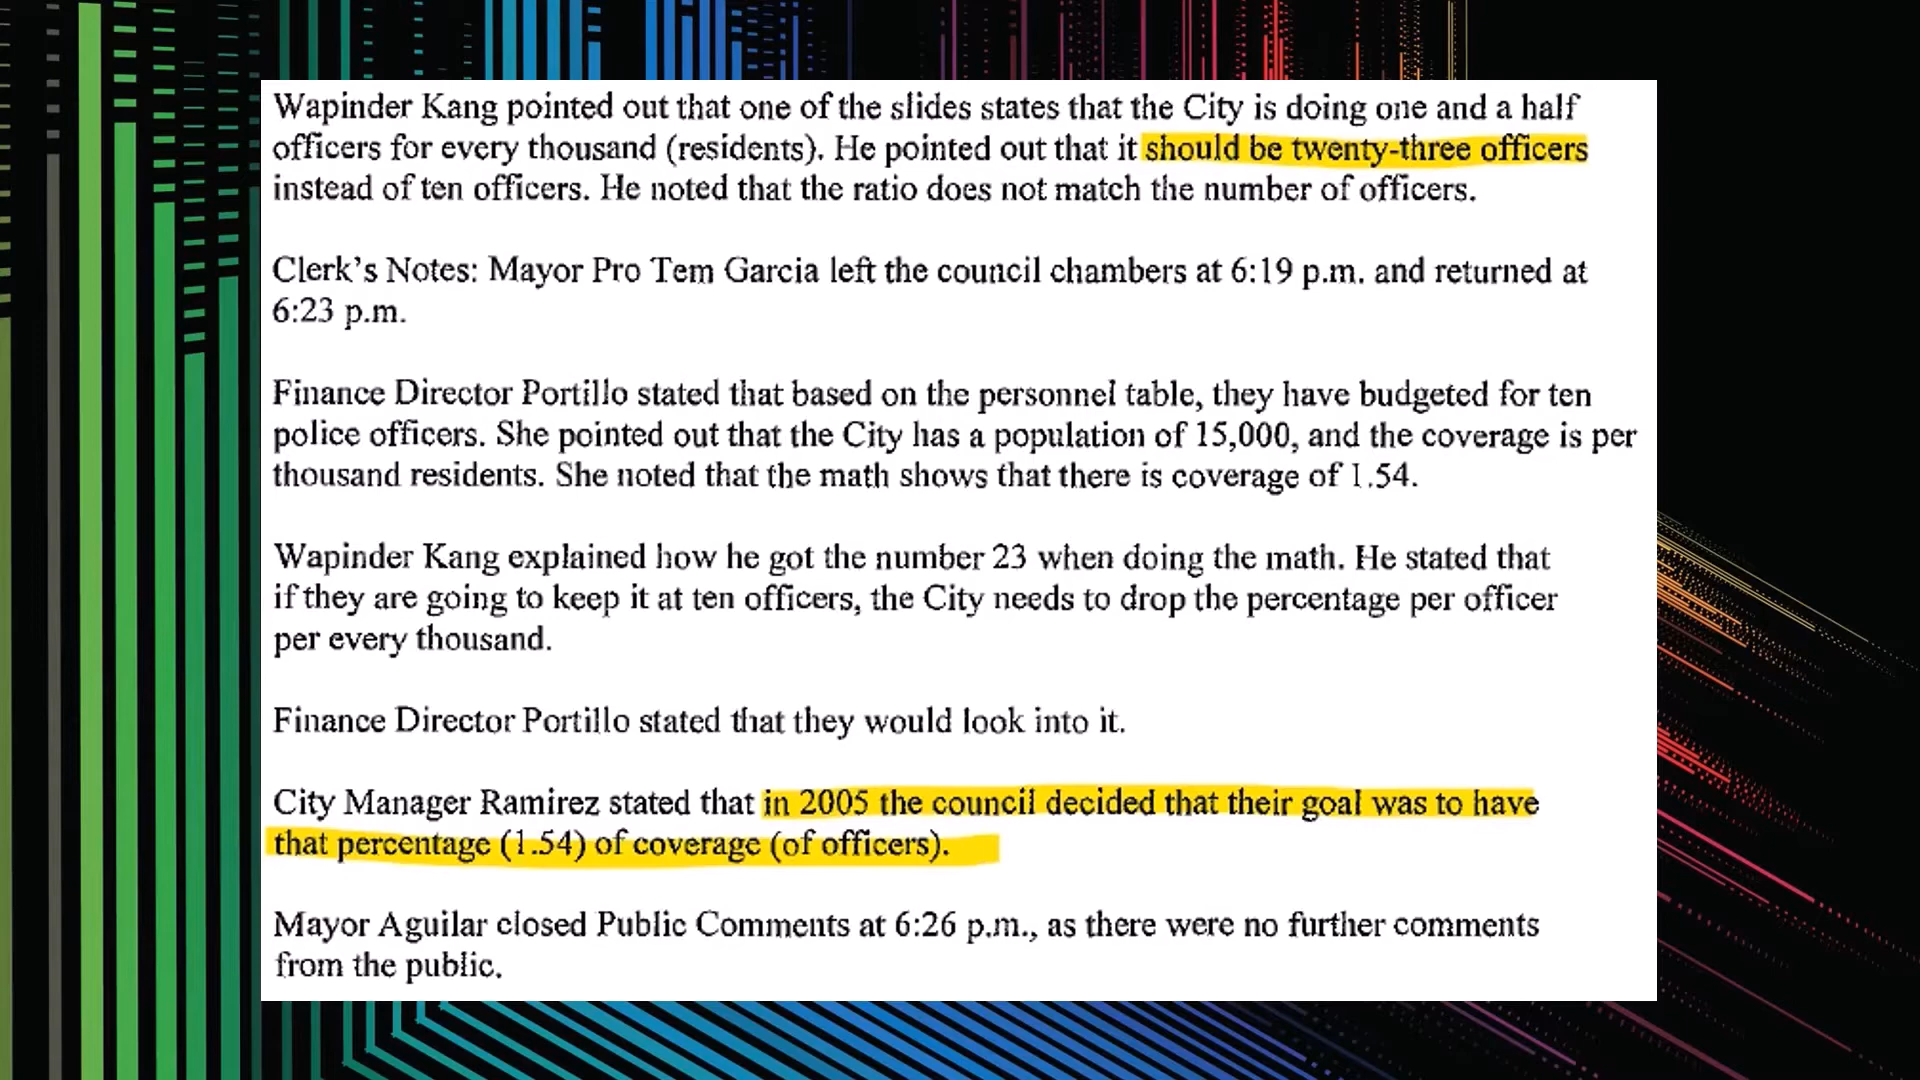 Wapinder Kang pointed out that one of the slides states that the City is doing one and a half
officers for every thousand (residents). He pointed out that it should be twenty-three officers
instead of ten officers. He noted that the ratio does not match the number of officers.
Clerk's Notes: Mayor Pro Tem Garcia left the council chambers at 6:19 p.m. and returned at
6:23 p.m.
Finance Director Portillo stated that based on the personnel table, they have budgeted for ten
police officers. She pointed out that the City has a population of 15,000, and the coverage is per
thousand residents. She noted that the math shows that there is coverage of 1.54.
Wapinder Kang explained how he got the number 23 when doing the math. He stated that
if they are going to keep it at ten officers, the City needs to drop the percentage per officer
per every thousand.
Finance Director Portillo stated that they would look into it.
City Manager Ramirez stated that in 2005 the council decided that their goal was to have
that percentage (1.54) of coverage (of officers).
Mayor Aguilar closed Public Comments at 6:26 p.m., as there were no further comments
from the public.